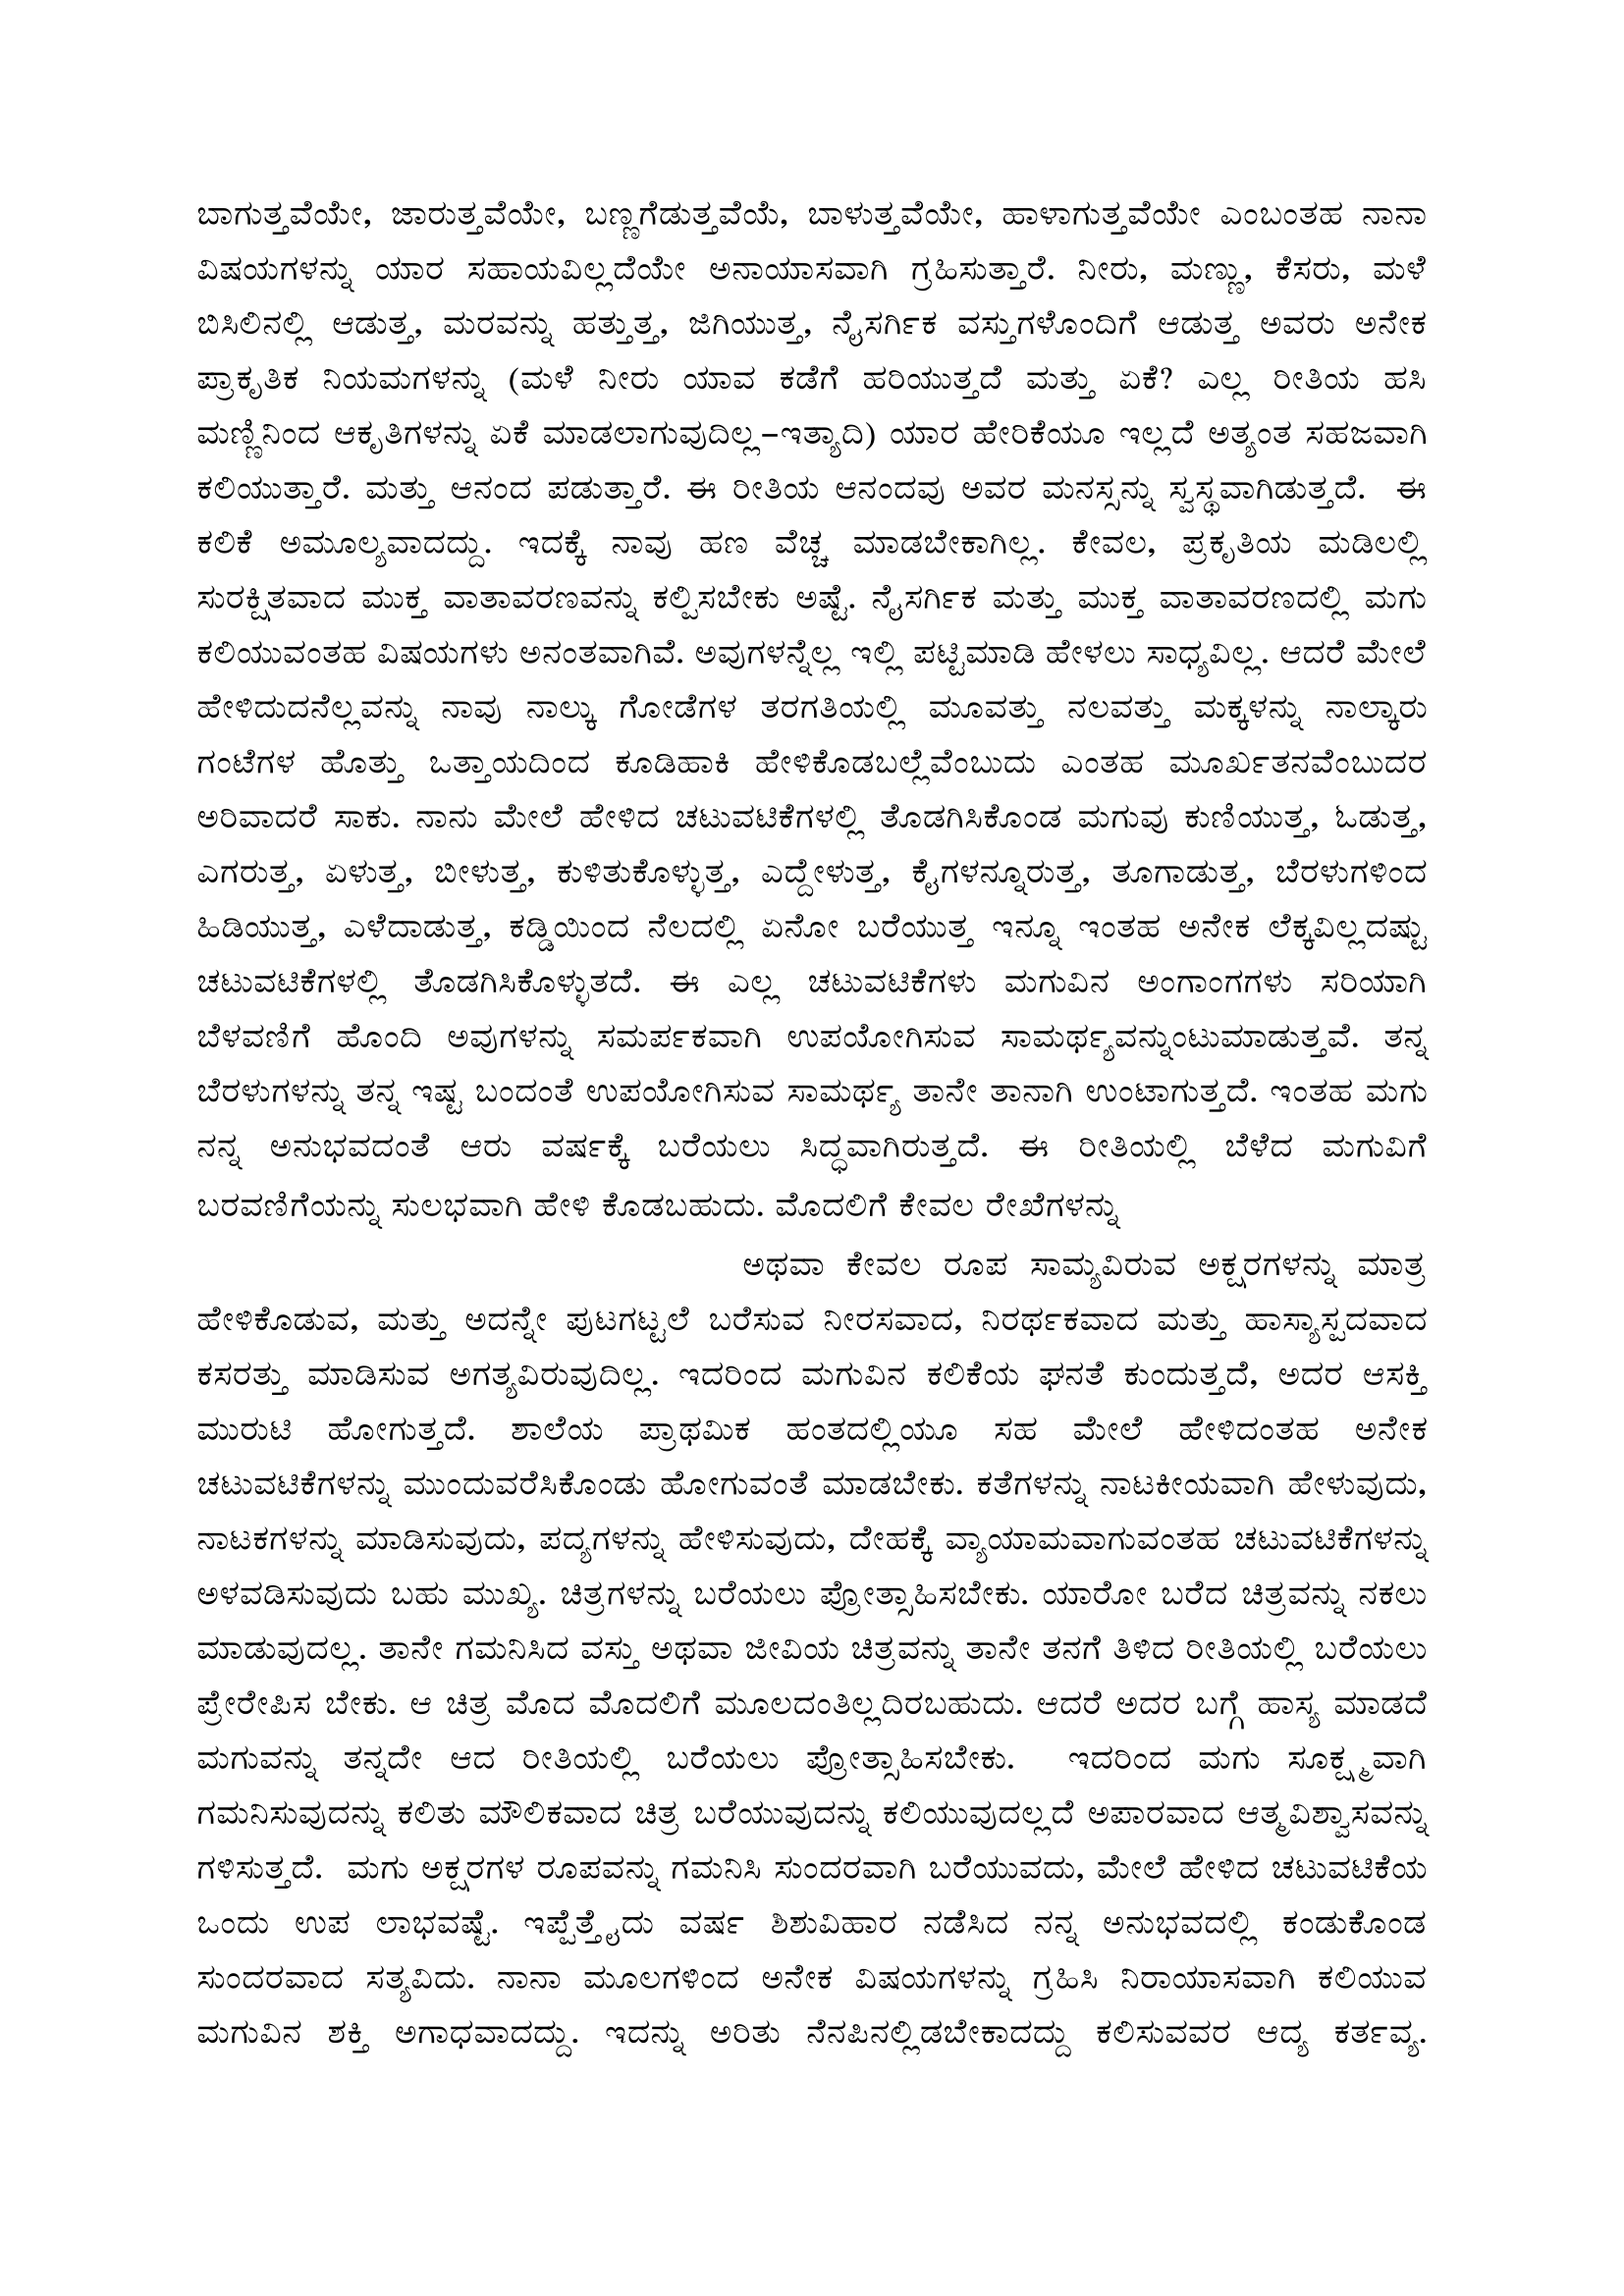 ಬಾಗುತ್ತವೆಯೇ, ಜಾರುತ್ತವೆಯೇ, ಬಣ್ಣಗೆಡುತ್ತವೆಯೆ, ಬಾಳುತ್ತವೆಯೇ, ಹಾಳಾಗುತ್ತವೆಯೇ ಎಂಬಂತಹ ನಾನಾ
ವಿಷಯಗಳನ್ನು ಯಾರ ಸಹಾಯವಿಲ್ಲದೆಯೇ ಅನಾಯಾಸವಾಗಿ ಗ್ರಹಿಸುತ್ತಾರೆ. ನೀರು, ಮಣ್ಣು, ಕೆಸರು, ಮಳೆ
ಬಿಸಿಲಿನಲ್ಲಿ ಆಡುತ್ತ, ಮರವನ್ನು ಹತ್ತುತ್ತ, ಜಿಗಿಯುತ್ತ, ನೈಸರ್ಗಿಕ ವಸ್ತುಗಳೊಂದಿಗೆ ಆಡುತ್ತ ಅವರು ಅನೇಕ
ಪ್ರಾಕೃತಿಕ ನಿಯಮಗಳನ್ನು (ಮಳೆ ನೀರು ಯಾವ ಕಡೆಗೆ ಹರಿಯುತ್ತದೆ ಮತ್ತು ಏಕೆ? ಎಲ್ಲ ರೀತಿಯ ಹಸಿ
ಮಣ್ಣಿನಿಂದ ಆಕೃತಿಗಳನ್ನು ಏಕೆ ಮಾಡಲಾಗುವುದಿಲ್ಲ–ಇತ್ಯಾದಿ) ಯಾರ ಹೇರಿಕೆಯೂ ಇಲ್ಲದೆ ಅತ್ಯಂತ ಸಹಜವಾಗಿ
ಕಲಿಯುತ್ತಾರೆ. ಮತ್ತು ಆನಂದ ಪಡುತ್ತಾರೆ. ಈ ರೀತಿಯ ಆನಂದವು ಅವರ ಮನಸ್ಸನ್ನು ಸ್ವಸ್ಥವಾಗಿಡುತ್ತದೆ. ಈ
ಕಲಿಕೆ ಅಮೂಲ್ಯವಾದದ್ದು. ಇದಕ್ಕೆ ನಾವು ಹಣ ವೆಚ್ಚ ಮಾಡಬೇಕಾಗಿಲ್ಲ. ಕೇವಲ, ಪ್ರಕೃತಿಯ ಮಡಿಲಲ್ಲಿ
ಸುರಕ್ಷಿತವಾದ ಮುಕ್ತ ವಾತಾವರಣವನ್ನು ಕಲ್ಪಿಸಬೇಕು ಅಷ್ಟೆ. ನೈಸರ್ಗಿಕ ಮತ್ತು ಮುಕ್ತ ವಾತಾವರಣದಲ್ಲಿ ಮಗು
ಕಲಿಯುವಂತಹ ವಿಷಯಗಳು ಅನಂತವಾಗಿವೆ. ಅವುಗಳನ್ನೆಲ್ಲ ಇಲ್ಲಿ ಪಟ್ಟಿಮಾಡಿ ಹೇಳಲು ಸಾಧ್ಯವಿಲ್ಲ. ಆದರೆ ಮೇಲೆ
ಹೇಳಿದುದನೆಲ್ಲವನ್ನು ನಾವು ನಾಲ್ಕು ಗೋಡೆಗಳ ತರಗತಿಯಲ್ಲಿ ಮೂವತ್ತು ನಲವತ್ತು ಮಕ್ಕಳನ್ನು ನಾಲ್ಕಾರು
ಗಂಟೆಗಳ ಹೊತ್ತು ಒತ್ತಾಯದಿಂದ ಕೂಡಿಹಾಕಿ ಹೇಳಿಕೊಡಬಲ್ಲೆವೆಂಬುದು ಎಂತಹ ಮೂರ್ಖತನವೆಂಬುದರ
ಅರಿವಾದರೆ ಸಾಕು. ನಾನು ಮೇಲೆ ಹೇಳಿದ ಚಟುವಟಿಕೆಗಳಲ್ಲಿ ತೊಡಗಿಸಿಕೊಂಡ ಮಗುವು ಕುಣಿಯುತ್ತ, ಓಡುತ್ತ,
ಎಗರುತ್ತ, ಏಳುತ್ತ, ಬೀಳುತ್ತ, ಕುಳಿತುಕೊಳ್ಳುತ್ತ, ಎದ್ದೇಳುತ್ತ, ಕೈಗಳನ್ನೂರುತ್ತ, ತೂಗಾಡುತ್ತ, ಬೆರಳುಗಳಿಂದ
ಹಿಡಿಯುತ್ತ, ಎಳೆದಾಡುತ್ತ, ಕಡ್ಡಿಯಿಂದ ನೆಲದಲ್ಲಿ ಏನೋ ಬರೆಯುತ್ತ ಇನ್ನೂ ಇಂತಹ ಅನೇಕ ಲೆಕ್ಕವಿಲ್ಲದಷ್ಟು
ಚಟುವಟಿಕೆಗಳಲ್ಲಿ ತೊಡಗಿಸಿಕೊಳ್ಳುತದೆ. ಈ ಎಲ್ಲ ಚಟುವಟಿಕೆಗಳು ಮಗುವಿನ ಅಂಗಾಂಗಗಳು ಸರಿಯಾಗಿ
ಬೆಳವಣಿಗೆ ಹೊಂದಿ ಅವುಗಳನ್ನು ಸಮರ್ಪಕವಾಗಿ ಉಪಯೋಗಿಸುವ ಸಾಮರ್ಥ್ಯವನ್ನುಂಟುಮಾಡುತ್ತವೆ. ತನ್ನ
ಬೆರಳುಗಳನ್ನು ತನ್ನ ಇಷ್ಟ ಬಂದಂತೆ ಉಪಯೋಗಿಸುವ ಸಾಮರ್ಥ್ಯ ತಾನೇ ತಾನಾಗಿ ಉಂಟಾಗುತ್ತದೆ. ಇಂತಹ ಮಗು
ನನ್ನ ಅನುಭವದಂತೆ ಆರು ವರ್ಷಕ್ಕೆ ಬರೆಯಲು ಸಿದ್ಧವಾಗಿರುತ್ತದೆ. ಈ ರೀತಿಯಲ್ಲಿ ಬೆಳೆದ ಮಗುವಿಗೆ
ಬರವಣಿಗೆಯನ್ನು ಸುಲಭವಾಗಿ ಹೇಳಿ ಕೊಡಬಹುದು. ಮೊದಲಿಗೆ ಕೇವಲ ರೇಖೆಗಳನ್ನು
ಅಥವಾ ಕೇವಲ ರೂಪ ಸಾಮ್ಯವಿರುವ ಅಕ್ಷರಗಳನ್ನು ಮಾತ್ರ
ಹೇಳಿಕೊಡುವ, ಮತ್ತು ಅದನ್ನೇ ಪುಟಗಟ್ಟಲೆ ಬರೆಸುವ ನೀರಸವಾದ, ನಿರರ್ಥಕವಾದ ಮತ್ತು ಹಾಸ್ಯಾಸ್ಪದವಾದ
ಕಸರತ್ತು ಮಾಡಿಸುವ ಅಗತ್ಯವಿರುವುದಿಲ್ಲ. ಇದರಿಂದ ಮಗುವಿನ ಕಲಿಕೆಯ ಘನತೆ ಕುಂದುತ್ತದೆ, ಅದರ ಆಸಕ್ತಿ
ಮುರುಟಿ ಹೋಗುತ್ತದೆ. ಶಾಲೆಯ ಪ್ರಾಥಮಿಕ ಹಂತದಲ್ಲಿಯೂ ಸಹ ಮೇಲೆ ಹೇಳಿದಂತಹ ಅನೇಕ
ಚಟುವಟಿಕೆಗಳನ್ನು ಮುಂದುವರೆಸಿಕೊಂಡು ಹೋಗುವಂತೆ ಮಾಡಬೇಕು. ಕತೆಗಳನ್ನು ನಾಟಕೀಯವಾಗಿ ಹೇಳುವುದು,
ನಾಟಕಗಳನ್ನು ಮಾಡಿಸುವುದು, ಪದ್ಯಗಳನ್ನು ಹೇಳಿಸುವುದು, ದೇಹಕ್ಕೆ ವ್ಯಾಯಾಮವಾಗುವಂತಹ ಚಟುವಟಿಕೆಗಳನ್ನು
ಅಳವಡಿಸುವುದು ಬಹು ಮುಖ್ಯ. ಚಿತ್ರಗಳನ್ನು ಬರೆಯಲು ಪ್ರೋತ್ಸಾಹಿಸಬೇಕು. ಯಾರೋ ಬರೆದ ಚಿತ್ರವನ್ನು ನಕಲು
ಮಾಡುವುದಲ್ಲ. ತಾನೇ ಗಮನಿಸಿದ ವಸ್ತು ಅಥವಾ ಜೀವಿಯ ಚಿತ್ರವನ್ನು ತಾನೇ ತನಗೆ ತಿಳಿದ ರೀತಿಯಲ್ಲಿ ಬರೆಯಲು
ಪ್ರೇರೇಪಿಸ ಬೇಕು. ಆ ಚಿತ್ರ ಮೊದ ಮೊದಲಿಗೆ ಮೂಲದಂತಿಲ್ಲದಿರಬಹುದು. ಆದರೆ ಅದರ ಬಗ್ಗೆ ಹಾಸ್ಯ ಮಾಡದೆ
ಮಗುವನ್ನು ತನ್ನದೇ ಆದ ರೀತಿಯಲ್ಲಿ ಬರೆಯಲು ಪ್ರೋತ್ಸಾಹಿಸಬೇಕು. ಇದರಿಂದ ಮಗು ಸೂಕ್ಷ್ಮವಾಗಿ
ಗಮನಿಸುವುದನ್ನು ಕಲಿತು ಮೌಲಿಕವಾದ ಚಿತ್ರ ಬರೆಯುವುದನ್ನು ಕಲಿಯುವುದಲ್ಲದೆ ಅಪಾರವಾದ ಆತ್ಮವಿಶ್ವಾಸವನ್ನು
ಗಳಿಸುತ್ತದೆ. ಮಗು ಅಕ್ಷರಗಳ ರೂಪವನ್ನು ಗಮನಿಸಿ ಸುಂದರವಾಗಿ ಬರೆಯುವದು, ಮೇಲೆ ಹೇಳಿದ ಚಟುವಟಿಕೆಯ
ಒಂದು ಉಪ ಲಾಭವಷ್ಟೆ. ಇಪ್ಪೆತ್ತೈದು ವರ್ಷ ಶಿಶುವಿಹಾರ ನಡೆಸಿದ ನನ್ನ ಅನುಭವದಲ್ಲಿ ಕಂಡುಕೊಂಡ
ಸುಂದರವಾದ ಸತ್ಯವಿದು. ನಾನಾ ಮೂಲಗಳಿಂದ ಅನೇಕ ವಿಷಯಗಳನ್ನು ಗ್ರಹಿಸಿ ನಿರಾಯಾಸವಾಗಿ ಕಲಿಯುವ
ಮಗುವಿನ ಶಕ್ತಿ ಅಗಾಧವಾದದ್ದು. ಇದನ್ನು ಅರಿತು ನೆನಪಿನಲ್ಲಿಡಬೇಕಾದದ್ದು ಕಲಿಸುವವರ ಆದ್ಯ ಕರ್ತವ್ಯ.